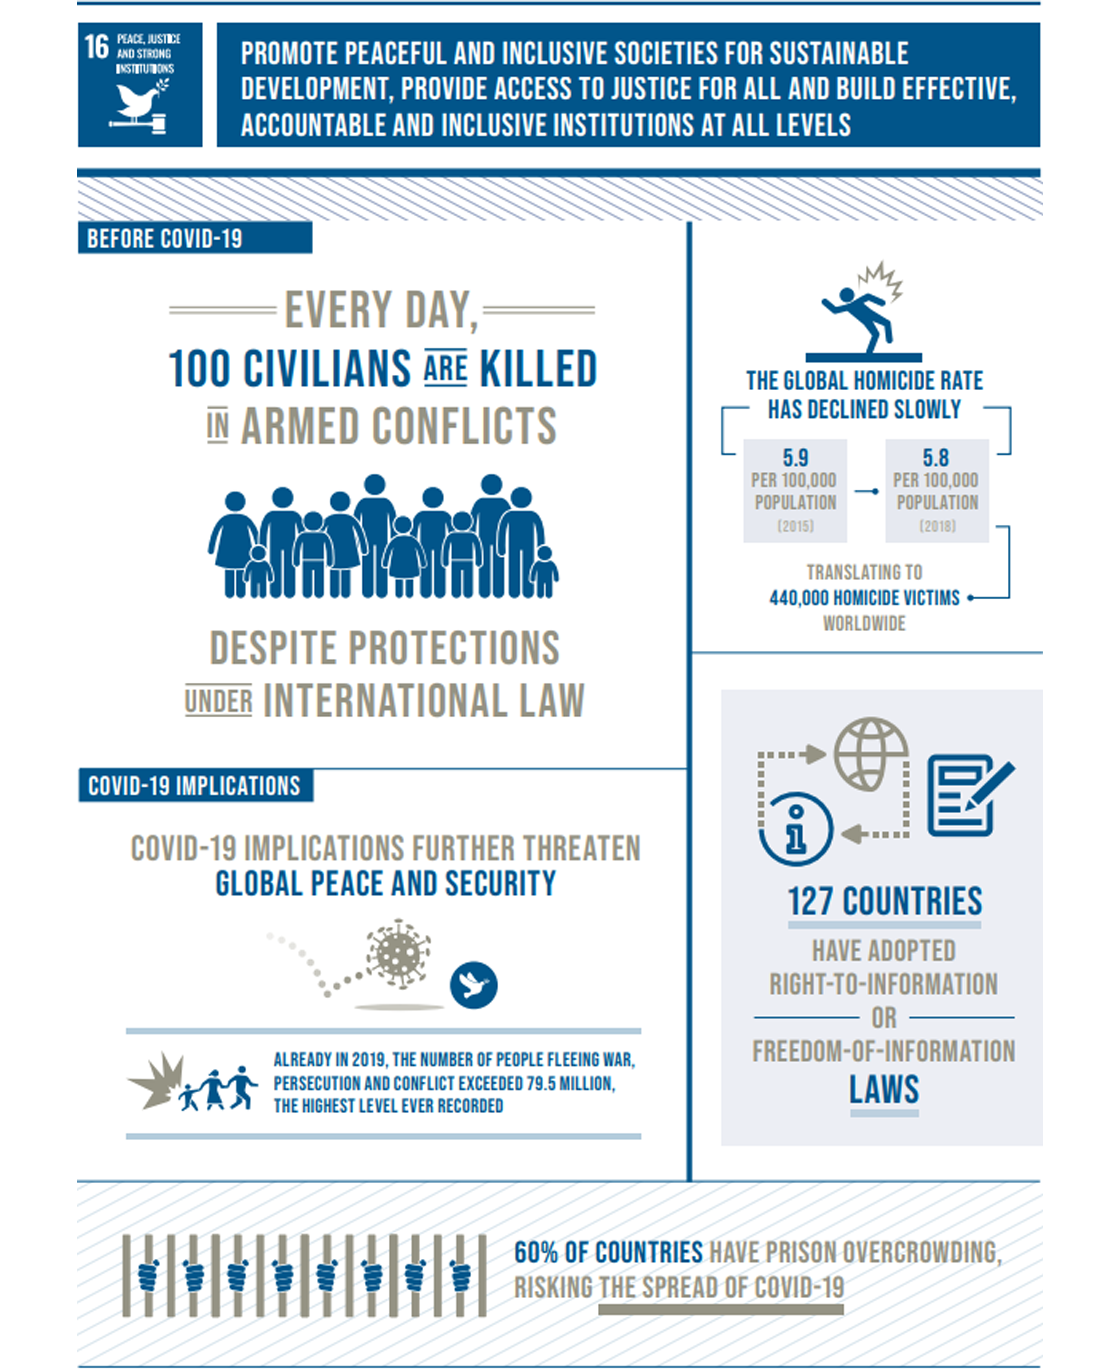 16 PEACE, JUSTICE
AND STRONG
INSTITUTIONS
PROMOTE PEACEFUL AND INCLUSIVE SOCIETIES FOR SUSTAINABLE
DEVELOPMENT, PROVIDE ACCESS TO JUSTICE FOR ALL AND BUILD EFFECTIVE,
ACCOUNTABLE AND INCLUSIVE INSTITUTIONS AT ALL LEVELS
BEFORE COVID-19
EVERY DAY,
100 CIVILIANS ARE KILLED
IN ARMED CONFLICTS
DESPITE PROTECTIONS
UNDER INTERNATIONAL LAW
THE GLOBAL HOMICIDE RATE
HAS DECLINED SLOWLY
5.9
PER 100,000
POPULATION
(2015)
5.8
PER 100,000
POPULATION
(2018)
TRANSLATING TO
440,000 HOMICIDE VICTIMS
WORLDWIDE
COVID-19 IMPLICATIONS
COVID-19 IMPLICATIONS FURTHER THREATEN
GLOBAL PEACE AND SECURITY
ALREADY IN 2019, THE NUMBER OF PEOPLE FLEEING WAR,
PERSECUTION AND CONFLICT EXCEEDED 79.5 MILLION,
THE HIGHEST LEVEL EVER RECORDED
i
127 COUNTRIES
HAVE ADOPTED
RIGHT-TO-INFORMATION
OR
FREEDOM-OF-INFORMATION
LAWS
60% OF COUNTRIES HAVE PRISON OVERCROWDING,
RISKING THE SPREAD OF COVID-19